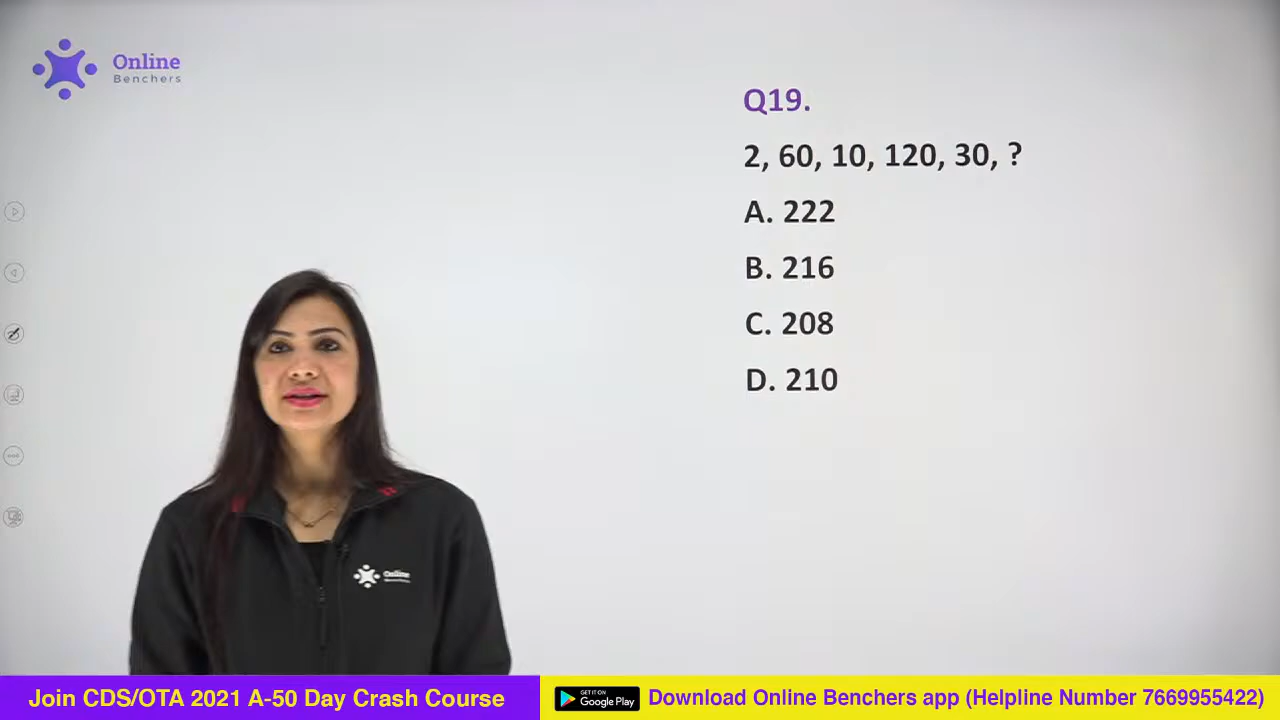 Online
Benchers
Q19.
2, 60, 10, 120, 30, ?
A. 222
B. 216
C. 208
D. 210
Online
Join CDS/OTA 2021 A-50 Day Crash Course
GET IT ON
Google Play
Download Online Benchers app (Helpline Number 7669955422)